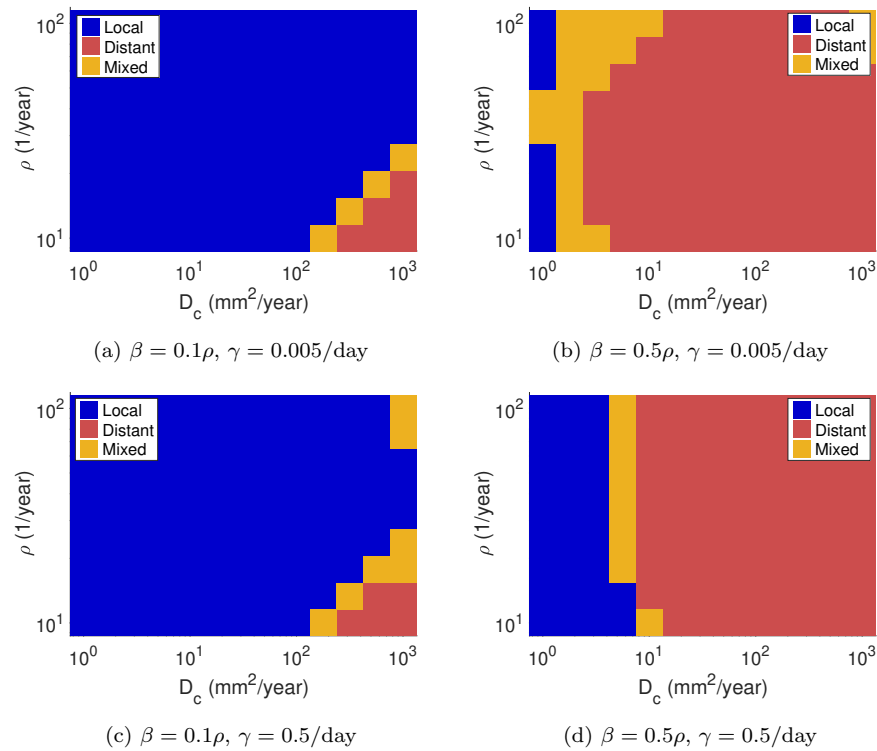 Local
Distant
Mixed
10^2
10^1
ρ (1/year)
10^0
10^1
10^2
10^3
D_c (mm^2/year)
(a) β = 0.1ρ, γ = 0.005/day
Local
Distant
Mixed
10^2
10^1
ρ (1/year)
10^0
10^1
10^2
10^3
D_c (mm^2/year)
(b) β = 0.5ρ, γ = 0.005/day
Local
Distant
Mixed
10^2
10^1
ρ (1/year)
10^0
10^1
10^2
10^3
D_c (mm^2/year)
(c) β = 0.1ρ, γ = 0.5/day
Local
Distant
Mixed
10^2
10^1
ρ (1/year)
10^0
10^1
10^2
10^3
D_c (mm^2/year)
(d) β = 0.5ρ, γ = 0.5/day